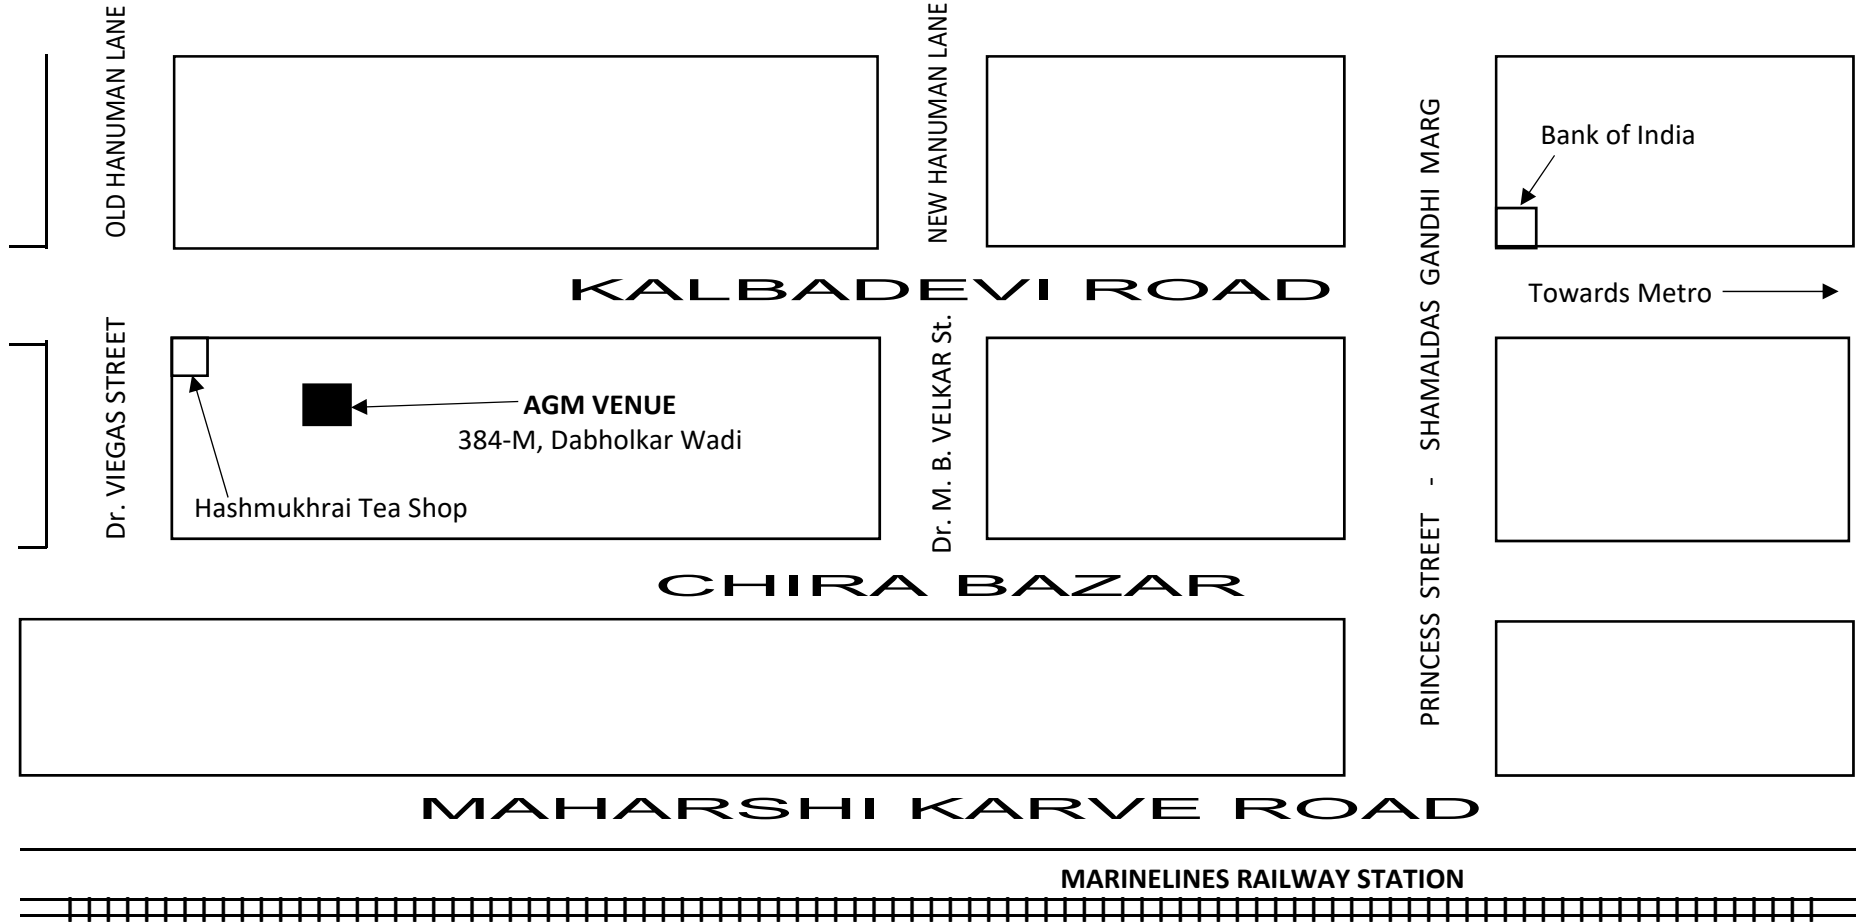 OLD HANUMAN LANE
NEW HANUMAN LANE
PRINCESS STREET - SHAMALDAS GANDHI MARG
Bank of India
KALBADEVI ROAD
Towards Metro
Dr. VIEGAS STREET
AGM VENUE
384-M, Dabholkar Wadi
Hashmukhrai Tea Shop
Dr. M. B. VELKAR St.
CHIRA BAZAR
MAHARSHI KARVE ROAD
MARINELINES RAILWAY STATION